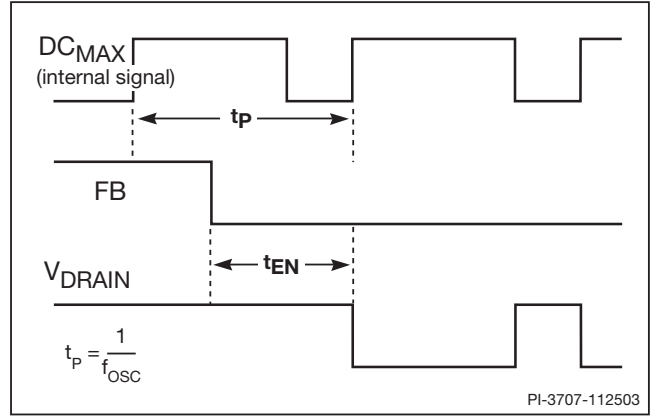 DCMAX
(internal signal)
tP
FB
tEN
VDRAIN
tP = 1
fOSC
PI-3707-112503